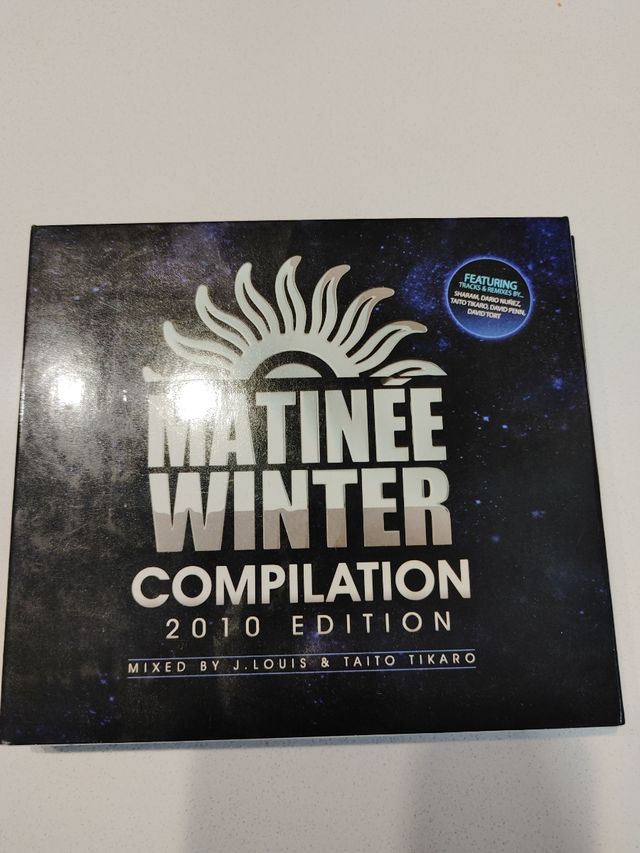 FEATURING
TRACKS & REMIXES BY...
SHARAM, DARIO NUÑEZ,
TAITO TIKARO, DAVID PENN,
DAVID TORT
MATINÉE
WINTER
COMPILATION
2010 EDITION
MIXED BY J.LOUIS & TAITO TIKARO